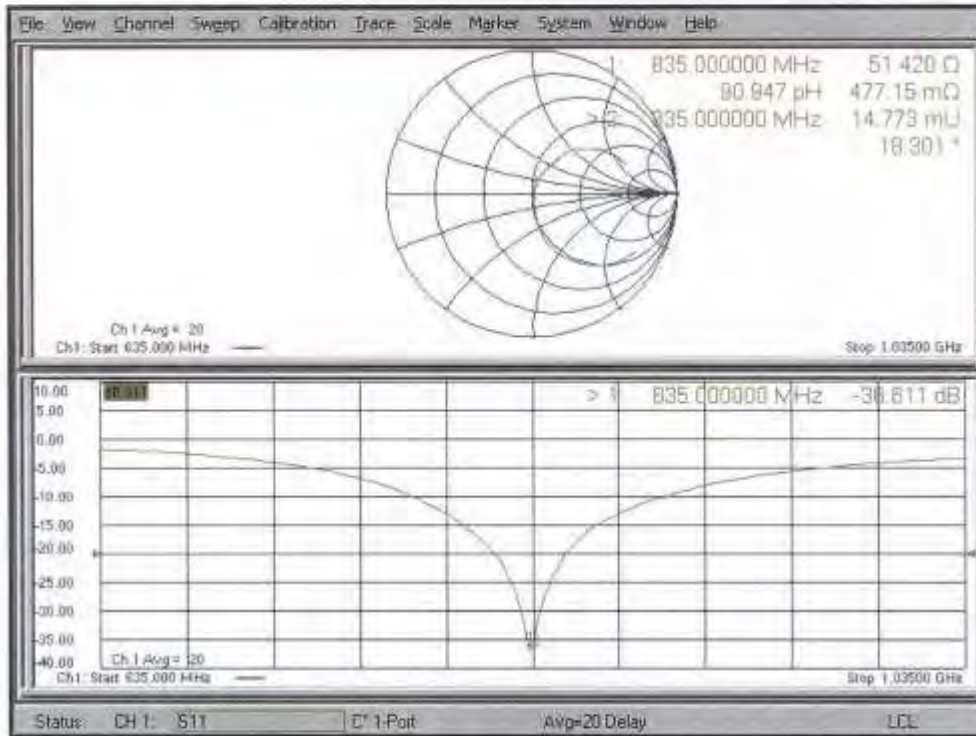 File View Channel Sweep Calibration Trace Scale Marker System Window Help
1 835.000000 MHz 51.420 Ω
90.947 pH 477.15 mΩ
> 2 835.000000 MHz 14.773 mU
18.301 °
Ch 1 Avg = 20
Ch1: Start 635.000 MHz Stop 1.03500 GHz
10.00
5.00
0.00
-5.00
-10.00
-15.00
-20.00
-25.00
-30.00
-35.00
-40.00
> 1 835.000000 MHz -36.611 dB
Ch 1 Avg = 20
Ch1: Start 635.000 MHz Stop 1.03500 GHz
Status CH 1: S11 C* 1-Port Avg=20 Delay LCL